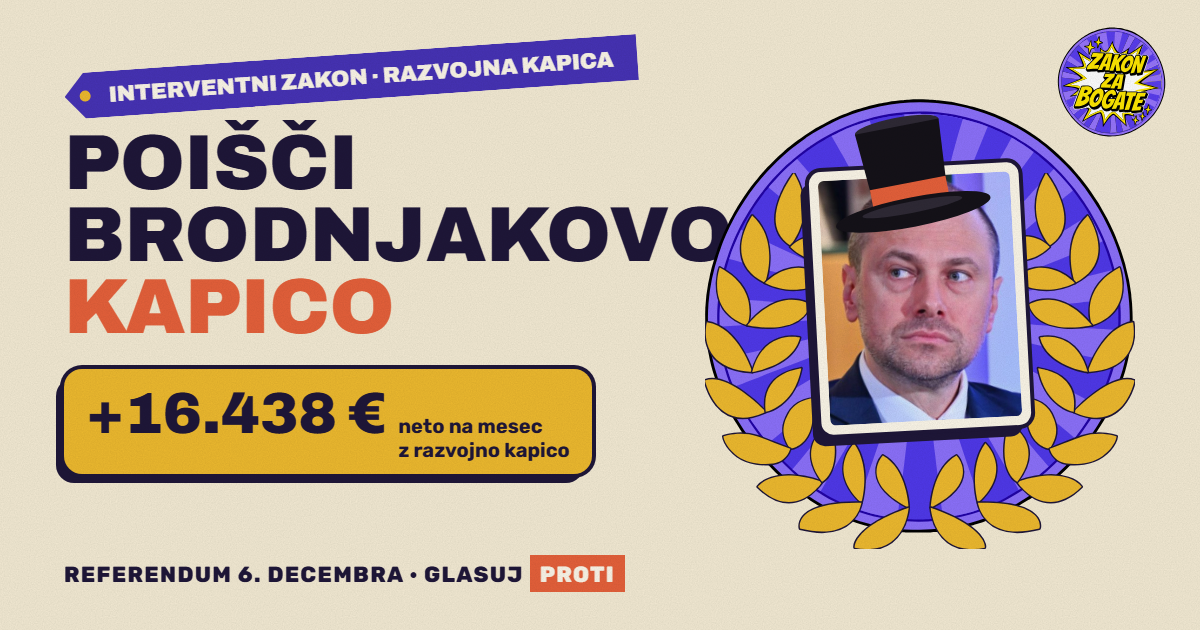 INTERVENTNI ZAKON · RAZVOJNA KAPICA
ZAKON
ZA
BOGATE
POIŠČI
BRODNJAKOVO
KAPICO
+16.438 € neto na mesec
z razvojno kapico
REFERENDUM 6. DECEMBRA · GLASUJ PROTI